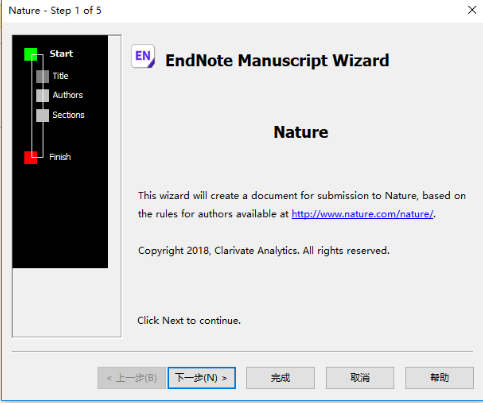 Nature - Step 1 of 5
Start
Title
Authors
Sections
Finish
EN
EndNote Manuscript Wizard
Nature
This wizard will create a document for submission to Nature, based on
the rules for authors available at http://www.nature.com/nature/.
Copyright 2018, Clarivate Analytics. All rights reserved.
Click Next to continue.
< 上一步(B)
下一步(N) >
完成
取消
帮助